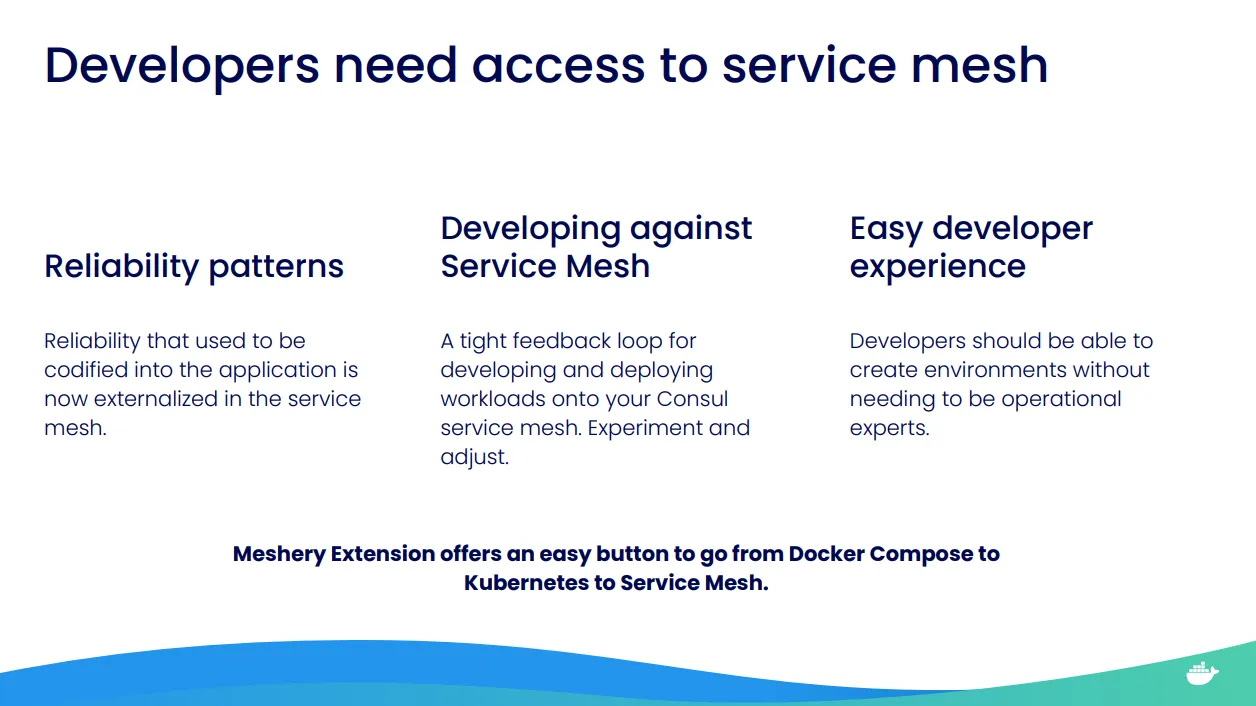 Developers need access to service mesh
Reliability patterns
Reliability that used to be
codified into the application is
now externalized in the service
mesh.
Developing against
Service Mesh
A tight feedback loop for
developing and deploying
workloads onto your Consul
service mesh. Experiment and
adjust.
Easy developer
experience
Developers should be able to
create environments without
needing to be operational
experts.
Meshery Extension offers an easy button to go from Docker Compose to
Kubernetes to Service Mesh.